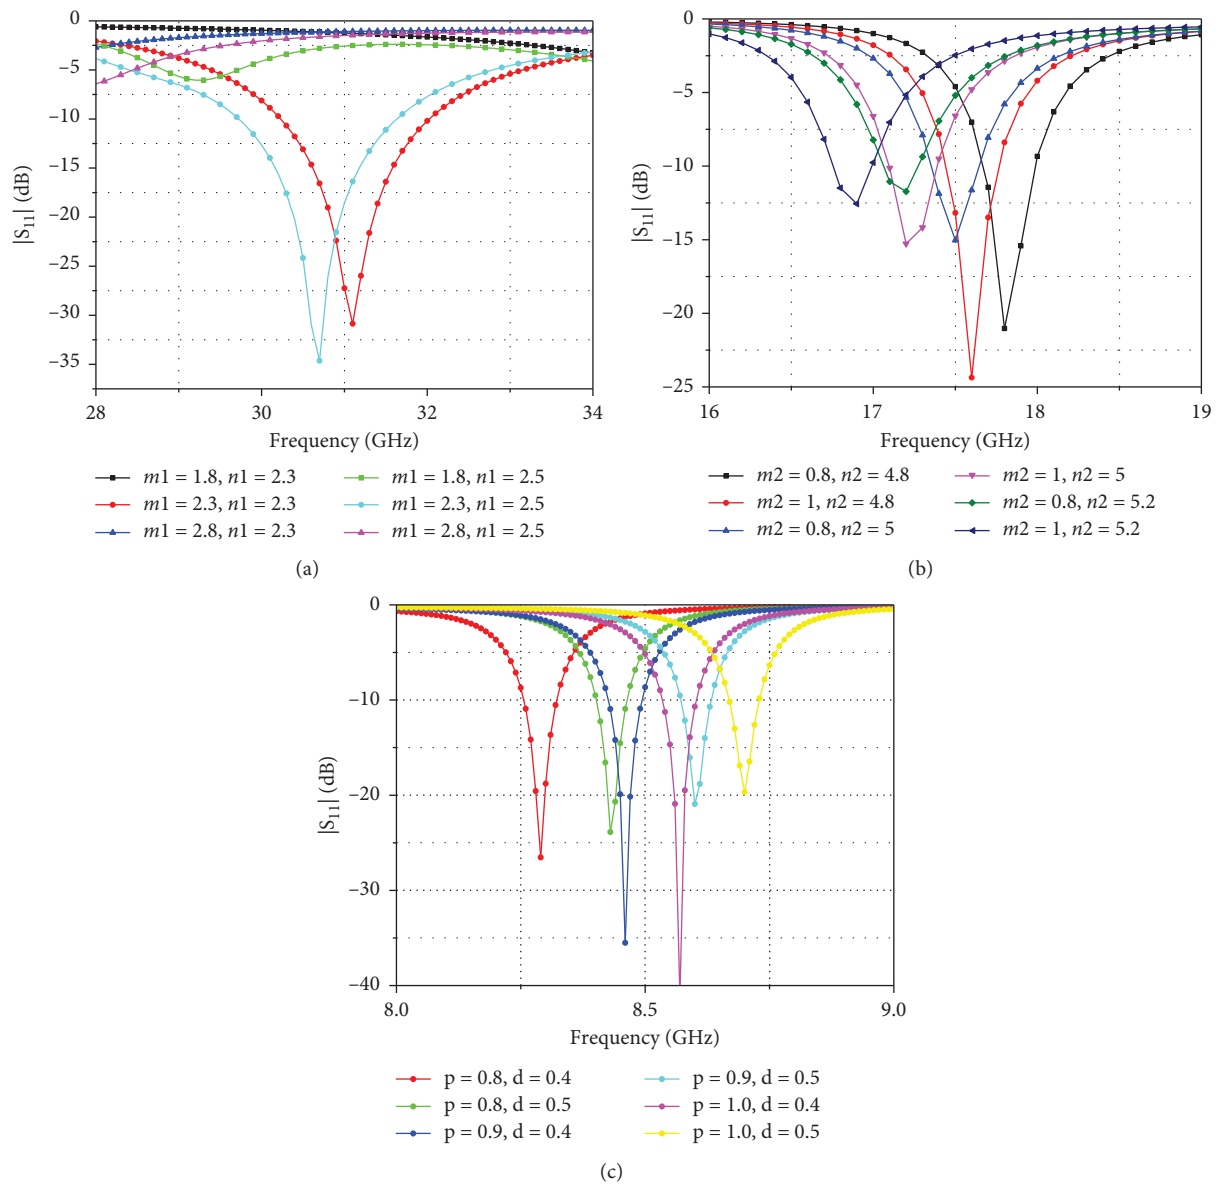 0
−5
−10
−15
−20
−25
−30
−35
|S11| (dB)
28 30 32 34
Frequency (GHz)
m1 = 1.8, n1 = 2.3
m1 = 2.3, n1 = 2.3
m1 = 2.8, n1 = 2.3
m1 = 1.8, n1 = 2.5
m1 = 2.3, n1 = 2.5
m1 = 2.8, n1 = 2.5
(a)
0
−5
−10
−15
−20
−25
|S11| (dB)
16 17 18 19
Frequency (GHz)
m2 = 0.8, n2 = 4.8
m2 = 1, n2 = 4.8
m2 = 0.8, n2 = 5
m2 = 1, n2 = 5
m2 = 0.8, n2 = 5.2
m2 = 1, n2 = 5.2
(b)
0
−10
−20
−30
−40
|S11| (dB)
8.0 8.5 9.0
Frequency (GHz)
p = 0.8, d = 0.4
p = 0.8, d = 0.5
p = 0.9, d = 0.4
p = 0.9, d = 0.5
p = 1.0, d = 0.4
p = 1.0, d = 0.5
(c)